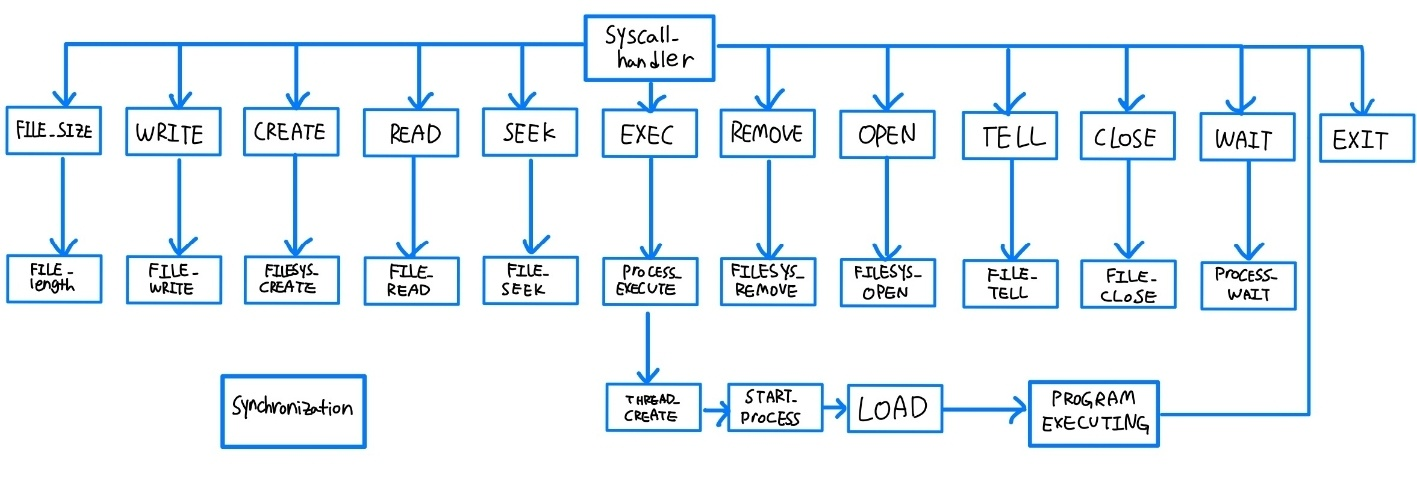 Syscall_
handler
FILE_SIZE
WRITE
CREATE
READ
SEEK
EXEC
REMOVE
OPEN
TELL
CLOSE
WAIT
EXIT
FILE_
length
FILE_
WRITE
FILESYS_
CREATE
FILE_
READ
FILE_
SEEK
PROCESS_
EXECUTE
FILESYS_
REMOVE
FILESYS_
OPEN
FILE_
TELL
FILE_
CLOSE
PROCESS_
WAIT
Synchronization
THREAD_
CREATE
START_
PROCESS
LOAD
PROGRAM
EXECUTING